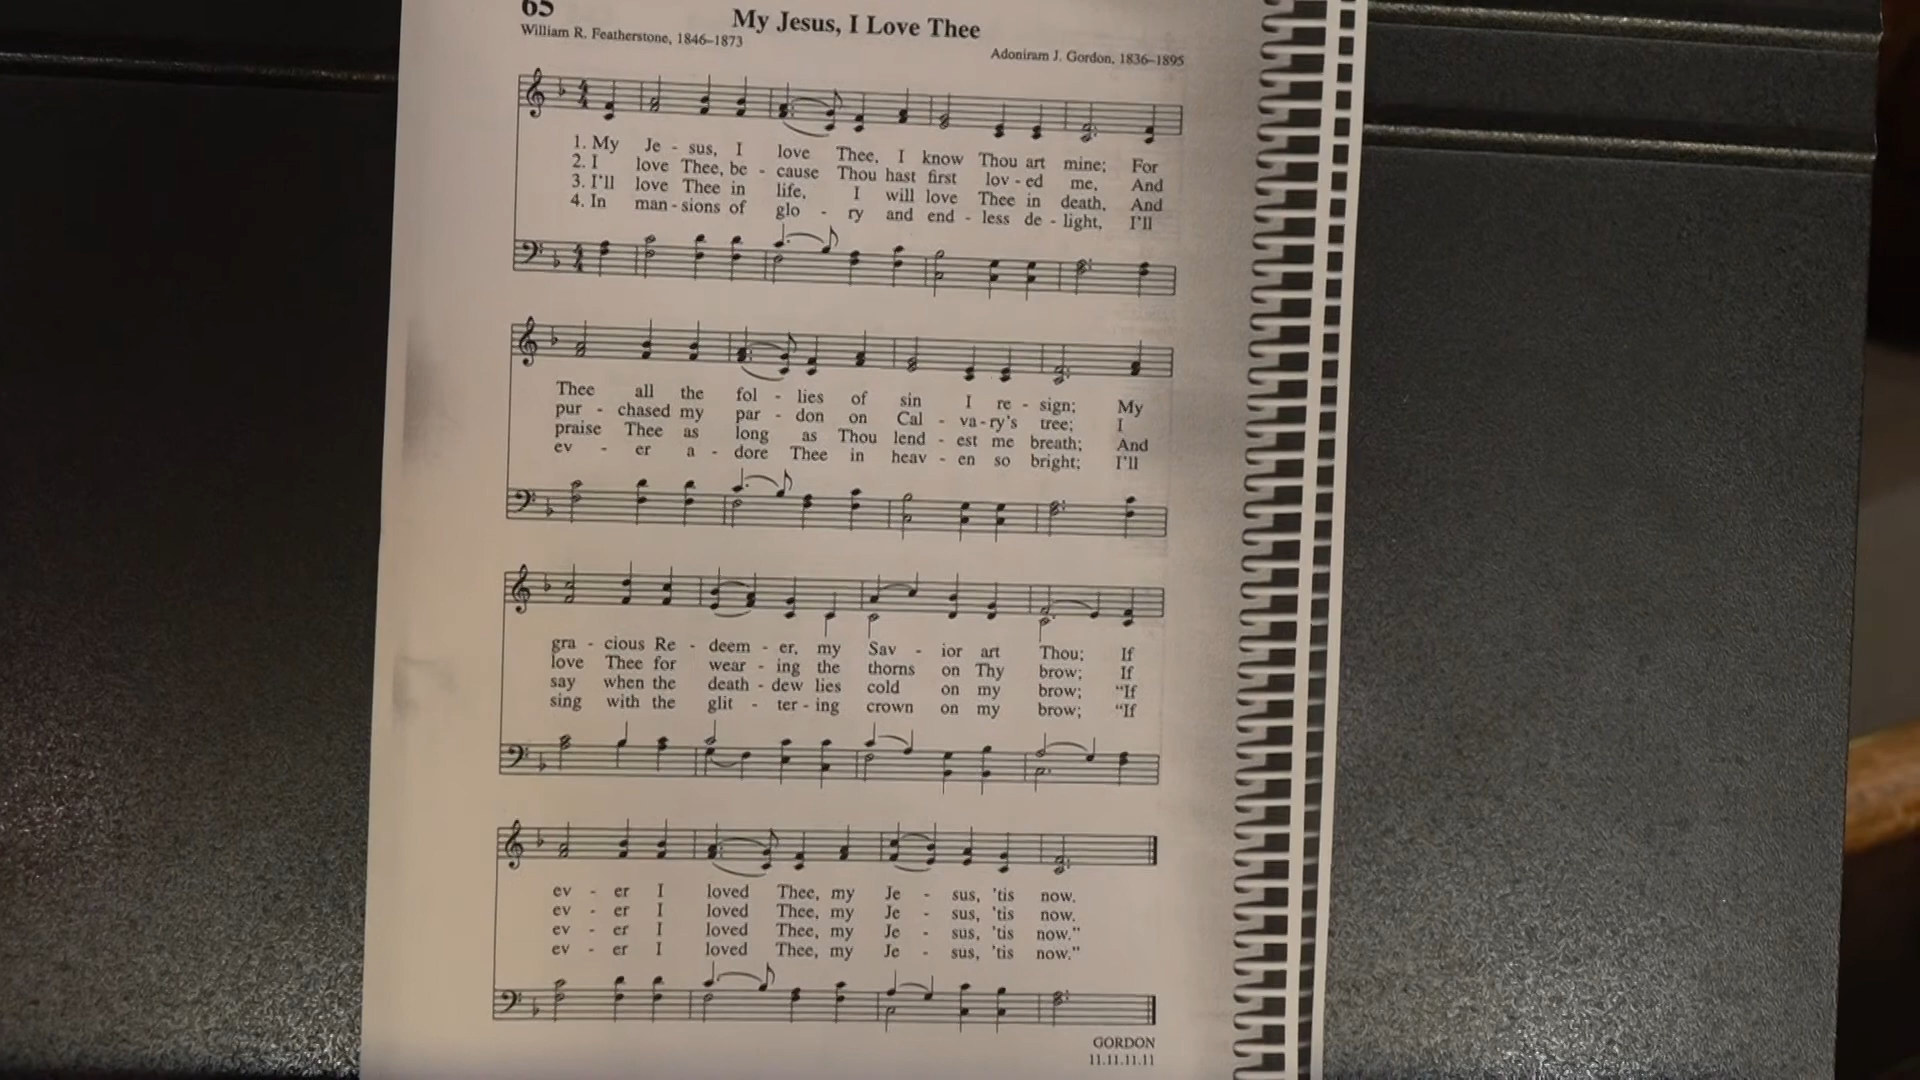 65
My Jesus, I Love Thee
William R. Featherstone, 1846–1873
Adoniram J. Gordon, 1836–1895
1. My Je - sus, I love Thee, I know Thou art mine; For
2. I love Thee, be - cause Thou hast first lov - ed me, And
3. I'll love Thee in life, I will love Thee in death, And
4. In man - sions of glo - ry and end - less de - light, I'll
Thee all the fol - lies of sin I re - sign; My
pur - chased my par - don on Cal - va - ry's tree; I
praise Thee as long as Thou lend - est me breath; And
ev - er a - dore Thee in heav - en so bright; I'll
gra - cious Re - deem - er, my Sav - ior art Thou; If
love Thee for wear - ing the thorns on Thy brow; If
say when the death - dew lies cold on my brow; “If
sing with the glit - ter - ing crown on my brow; “If
ev - er I loved Thee, my Je - sus, 'tis now.
ev - er I loved Thee, my Je - sus, 'tis now.
ev - er I loved Thee, my Je - sus, 'tis now.”
ev - er I loved Thee, my Je - sus, 'tis now.”
GORDON
11.11.11.11